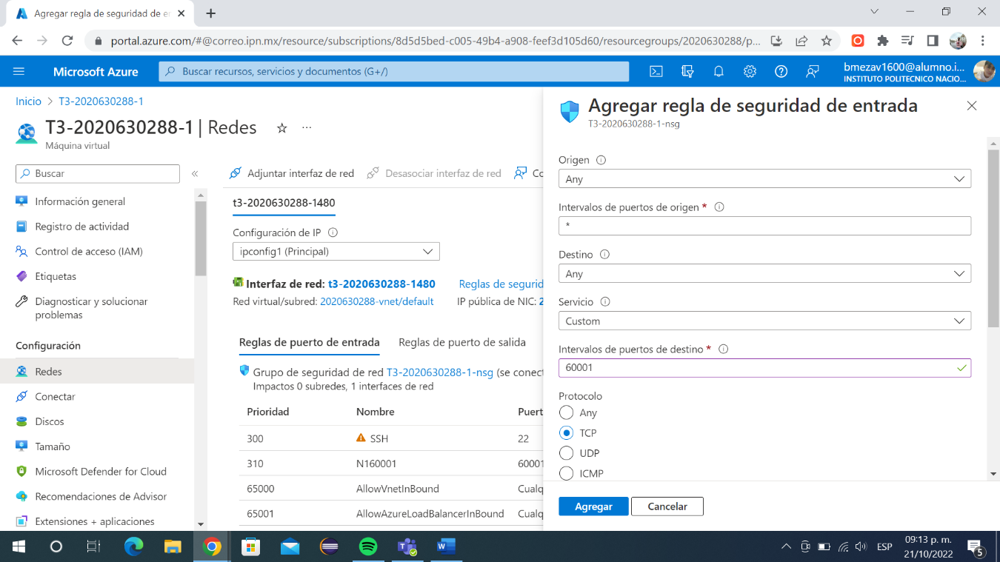 Agregar regla de seguridad de en
portal.azure.com/#@correo.ipn.mx/resource/subscriptions/8d5d5bed-c005-49b4-a908-feef3d105d60/resourcegroups/2020630288/p...
Microsoft Azure
Buscar recursos, servicios y documentos (G+/)
bmezav1600@alumno.i...
INSTITUTO POLITECNICO NACIO...
Inicio > T3-2020630288-1
T3-2020630288-1 | Redes
Máquina virtual
Buscar
Información general
Registro de actividad
Control de acceso (IAM)
Etiquetas
Diagnosticar y solucionar
problemas
Configuración
Redes
Conectar
Discos
Tamaño
Microsoft Defender for Cloud
Recomendaciones de Advisor
Extensiones + aplicaciones
Adjuntar interfaz de red
Desasociar interfaz de red
Co
t3-2020630288-1480
Configuración de IP
ipconfig1 (Principal)
Interfaz de red: t3-2020630288-1480
Reglas de segurid
Red virtual/subred: 2020630288-vnet/default
IP pública de NIC: 2
Reglas de puerto de entrada
Reglas de puerto de salida
Grupo de seguridad de red T3-2020630288-1-nsg (se conect
Impactos 0 subredes, 1 interfaces de red
Prioridad Nombre Puert
300 SSH 22
310 N160001 60001
65000 AllowVnetInBound Cualq
65001 AllowAzureLoadBalancerInBound Cualq
Agregar regla de seguridad de entrada
T3-2020630288-1-nsg
Origen
Any
Intervalos de puertos de origen *
*
Destino
Any
Servicio
Custom
Intervalos de puertos de destino *
60001
Protocolo
Any
TCP
UDP
ICMP
Agregar
Cancelar
ESP
09:13 p. m.
21/10/2022
5